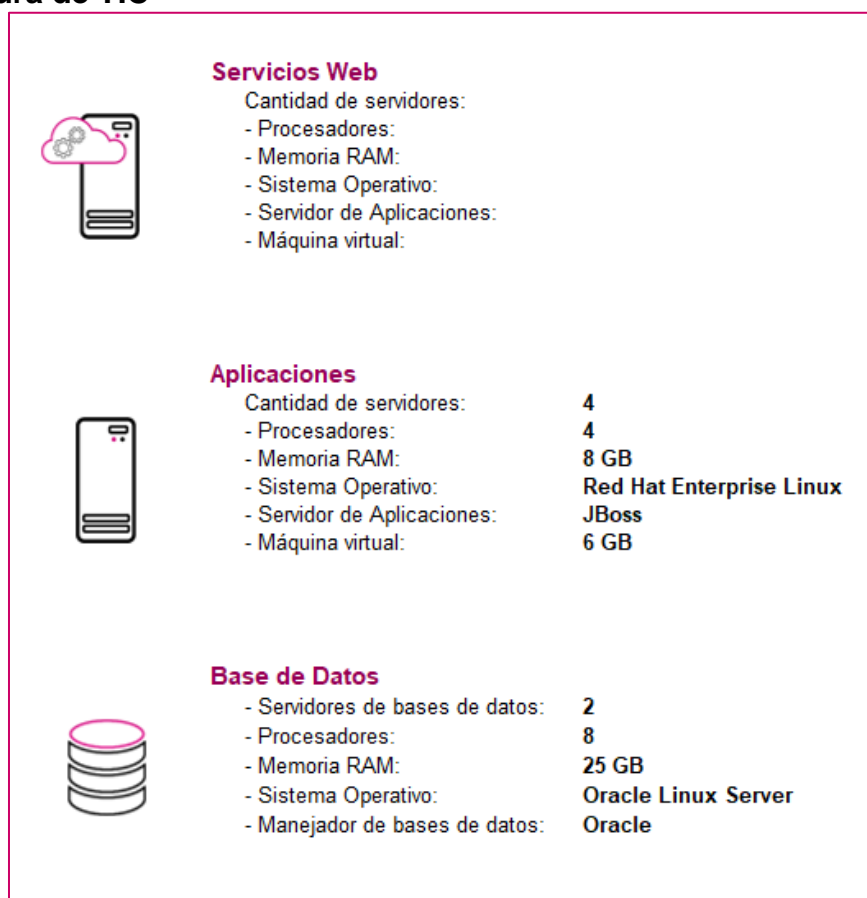 Servicios Web
Cantidad de servidores:
- Procesadores:
- Memoria RAM:
- Sistema Operativo:
- Servidor de Aplicaciones:
- Máquina virtual:
Aplicaciones
Cantidad de servidores: 4
- Procesadores: 4
- Memoria RAM: 8 GB
- Sistema Operativo: Red Hat Enterprise Linux
- Servidor de Aplicaciones: JBoss
- Máquina virtual: 6 GB
Base de Datos
- Servidores de bases de datos: 2
- Procesadores: 8
- Memoria RAM: 25 GB
- Sistema Operativo: Oracle Linux Server
- Manejador de bases de datos: Oracle